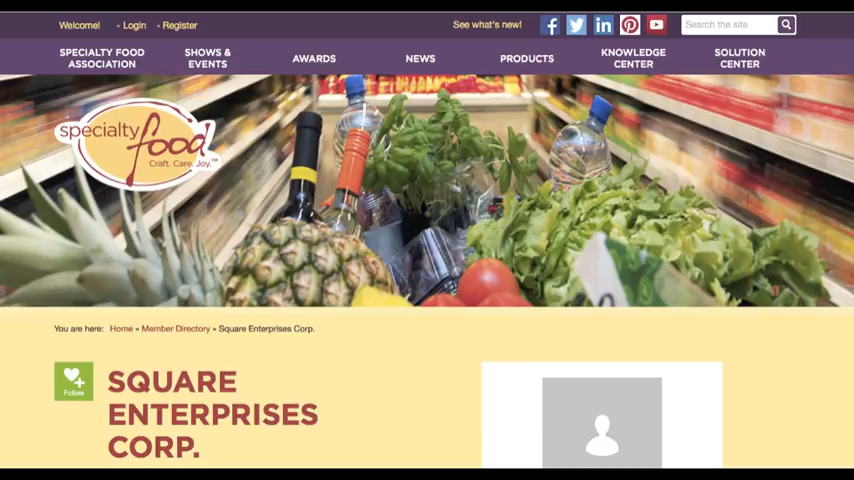 Welcome!
Login
Register
See what's new!
Search the site
SPECIALTY FOOD
ASSOCIATION
SHOWS &
EVENTS
AWARDS
NEWS
PRODUCTS
KNOWLEDGE
CENTER
SOLUTION
CENTER
specialty
food
Craft. Care. Joy.™
You are here: Home » Member Directory » Square Enterprises Corp.
Follow
SQUARE
ENTERPRISES
CORP.